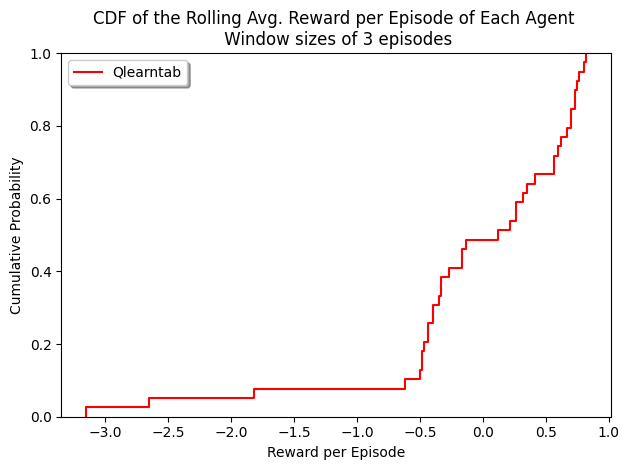 CDF of the Rolling Avg. Reward per Episode of Each Agent
Window sizes of 3 episodes
Qlearntab
Cumulative Probability
1.0
0.8
0.6
0.4
0.2
0.0
−3.0 −2.5 −2.0 −1.5 −1.0 −0.5 0.0 0.5 1.0
Reward per Episode